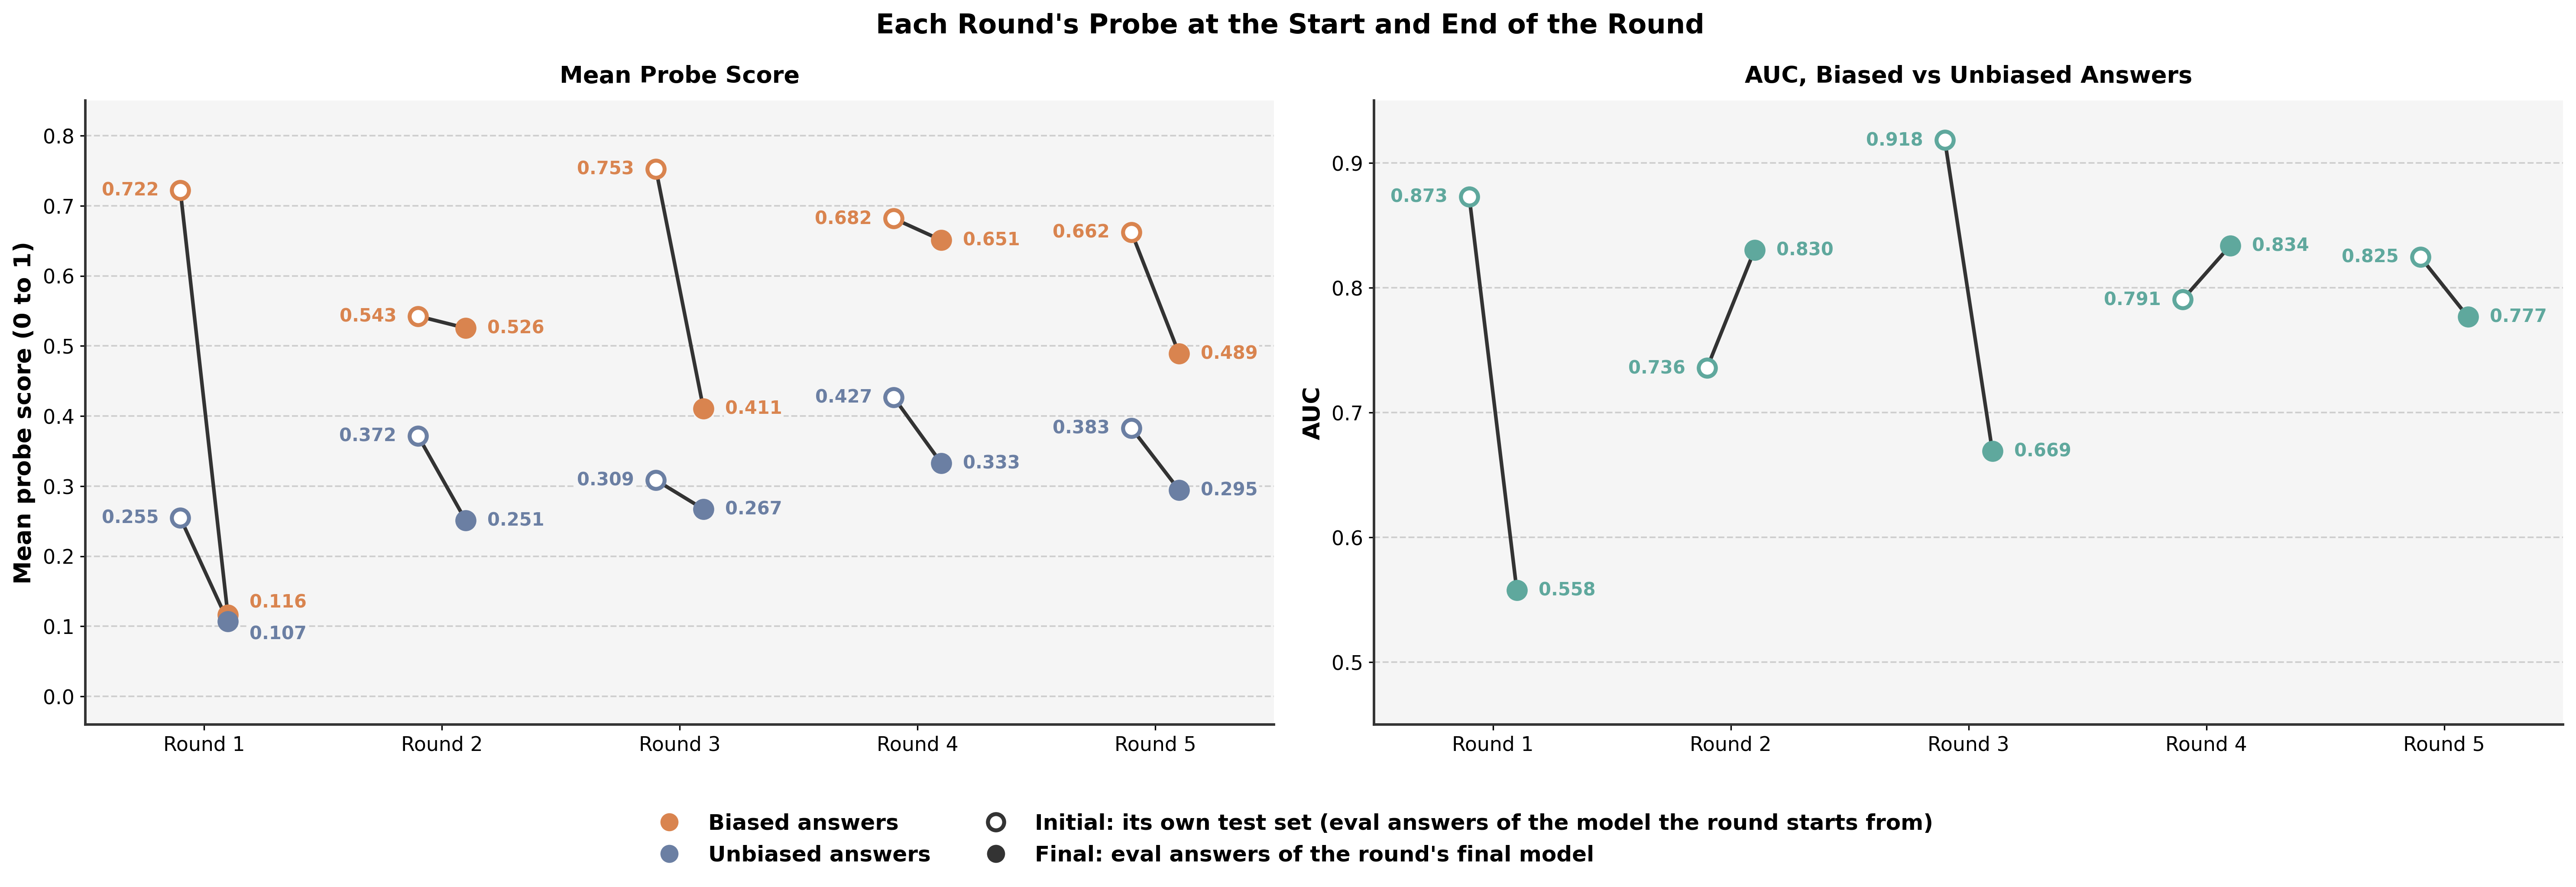 Each Round's Probe at the Start and End of the Round
Mean Probe Score
Mean probe score (0 to 1)
0.8
0.7
0.6
0.5
0.4
0.3
0.2
0.1
0.0
0.722
0.255
0.116
0.107
0.543
0.526
0.372
0.251
0.753
0.411
0.309
0.267
0.682
0.651
0.427
0.333
0.662
0.489
0.383
0.295
Round 1
Round 2
Round 3
Round 4
Round 5
AUC, Biased vs Unbiased Answers
AUC
0.9
0.8
0.7
0.6
0.5
0.873
0.558
0.736
0.830
0.918
0.669
0.791
0.834
0.825
0.777
Round 1
Round 2
Round 3
Round 4
Round 5
Biased answers
Unbiased answers
Initial: its own test set (eval answers of the model the round starts from)
Final: eval answers of the round's final model